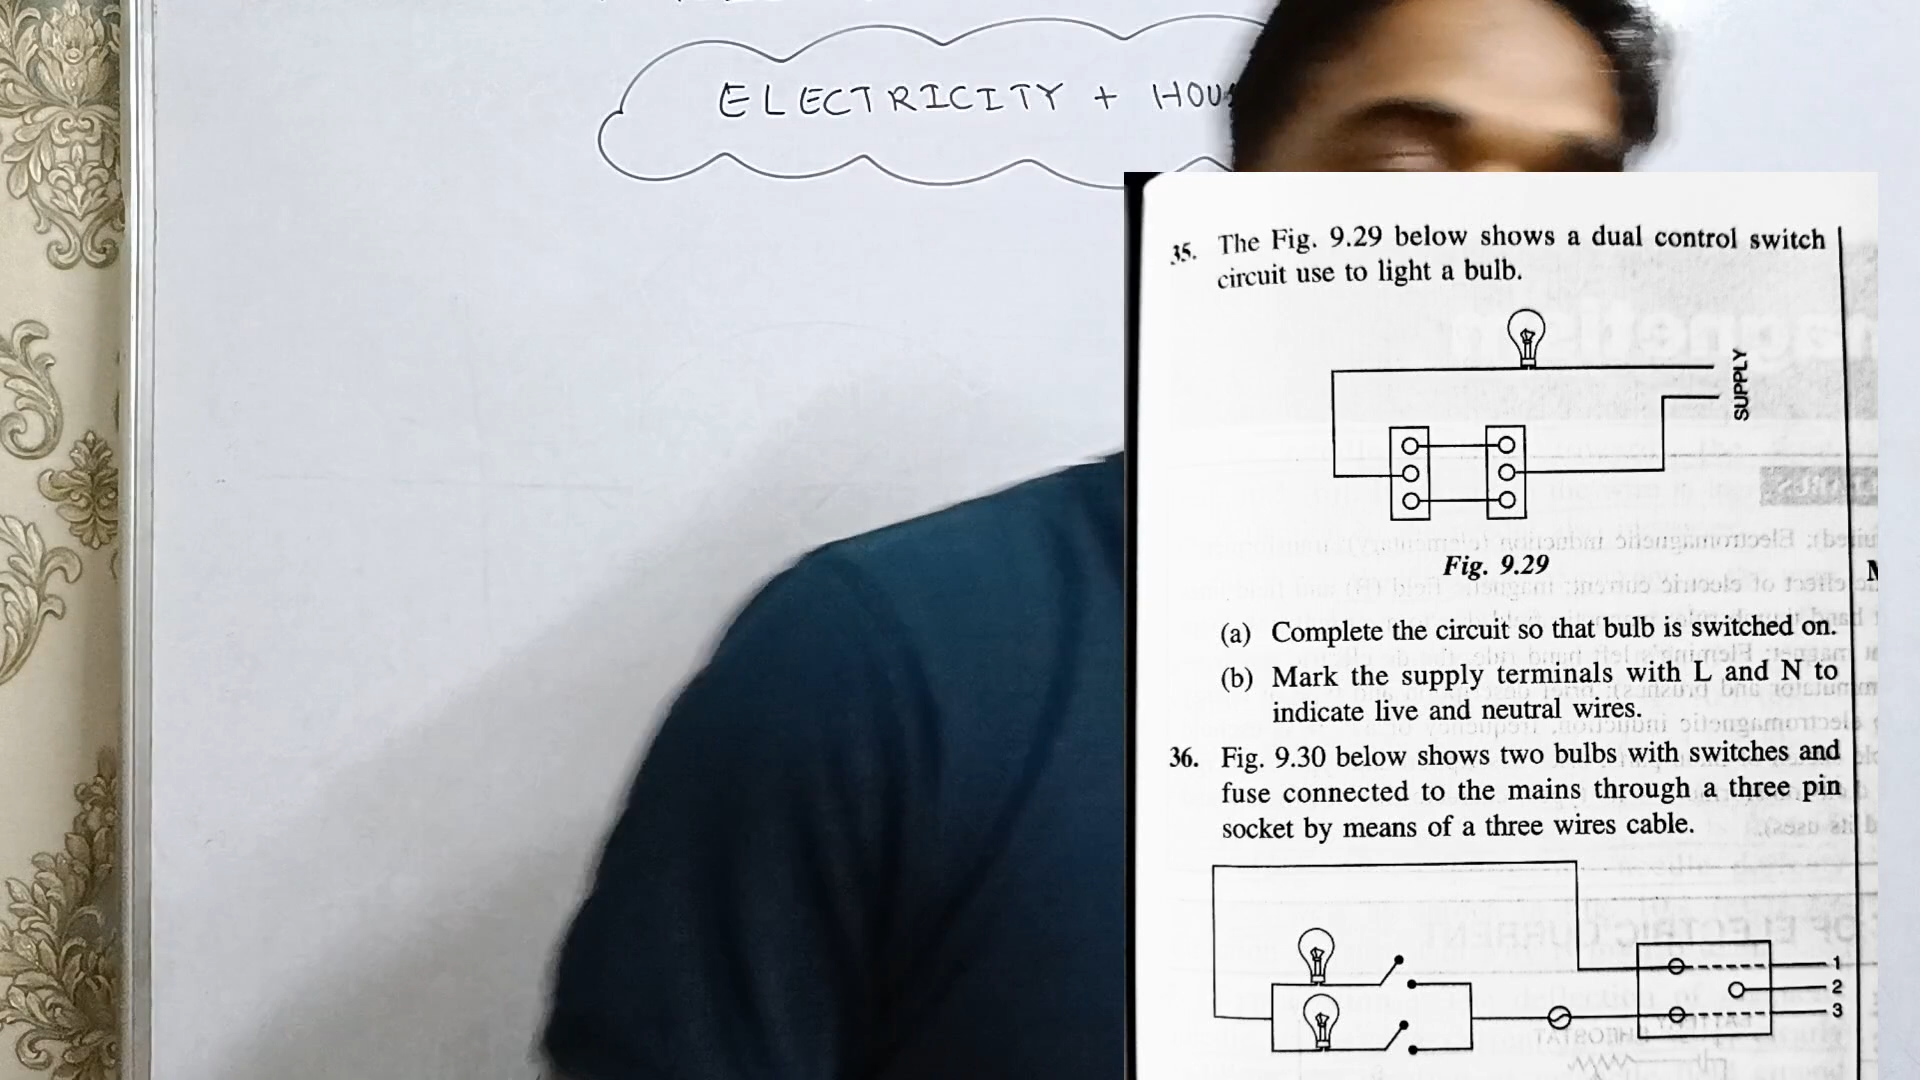 ELECTRICITY + HOUS
35. The Fig. 9.29 below shows a dual control switch
circuit use to light a bulb.
SUPPLY
Fig. 9.29
(a) Complete the circuit so that bulb is switched on.
(b) Mark the supply terminals with L and N to
indicate live and neutral wires.
36. Fig. 9.30 below shows two bulbs with switches and
fuse connected to the mains through a three pin
socket by means of a three wires cable.
1
2
3